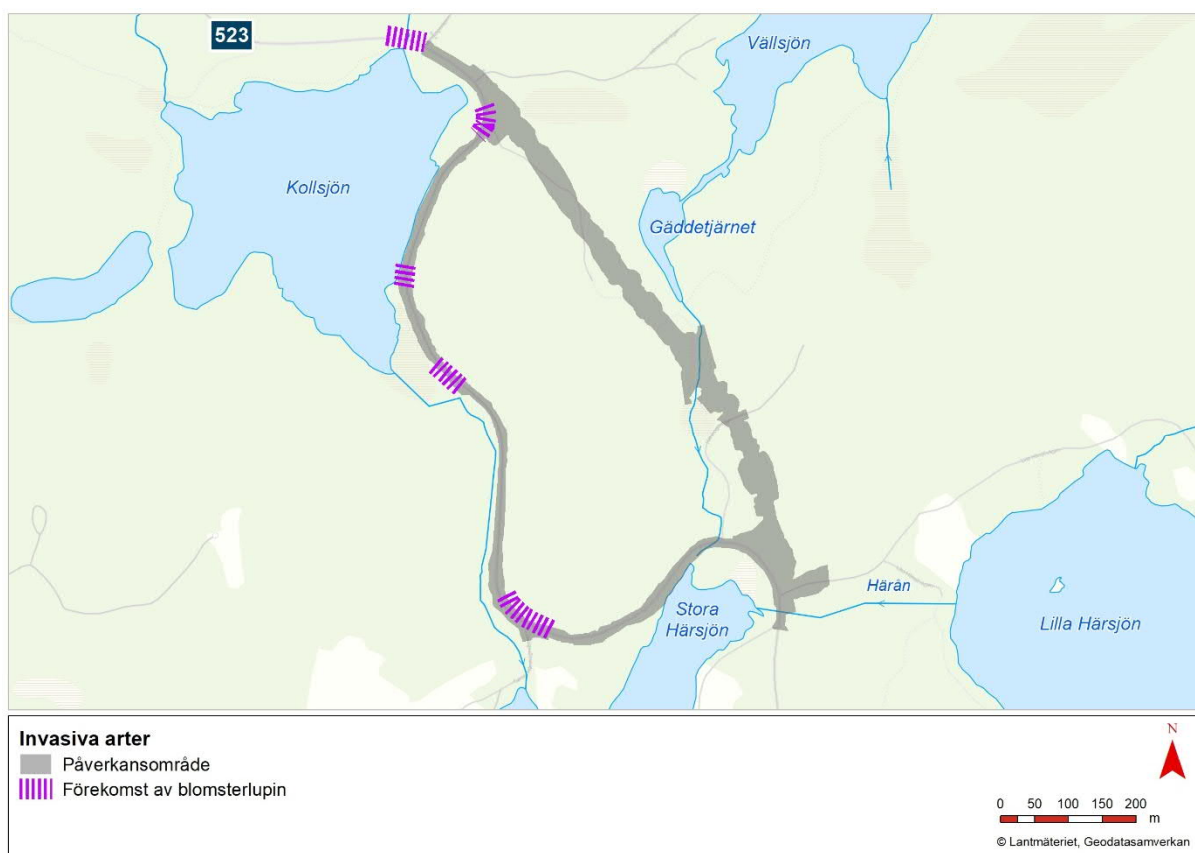 523
Vällsjön
Kollsjön
Gäddetjärnet
Härån
Stora
Härsjön
Lilla Härsjön
Invasiva arter
Påverkansområde
Förekomst av blomsterlupin
N
0 50 100 150 200
m
© Lantmäteriet, Geodatasamverkan